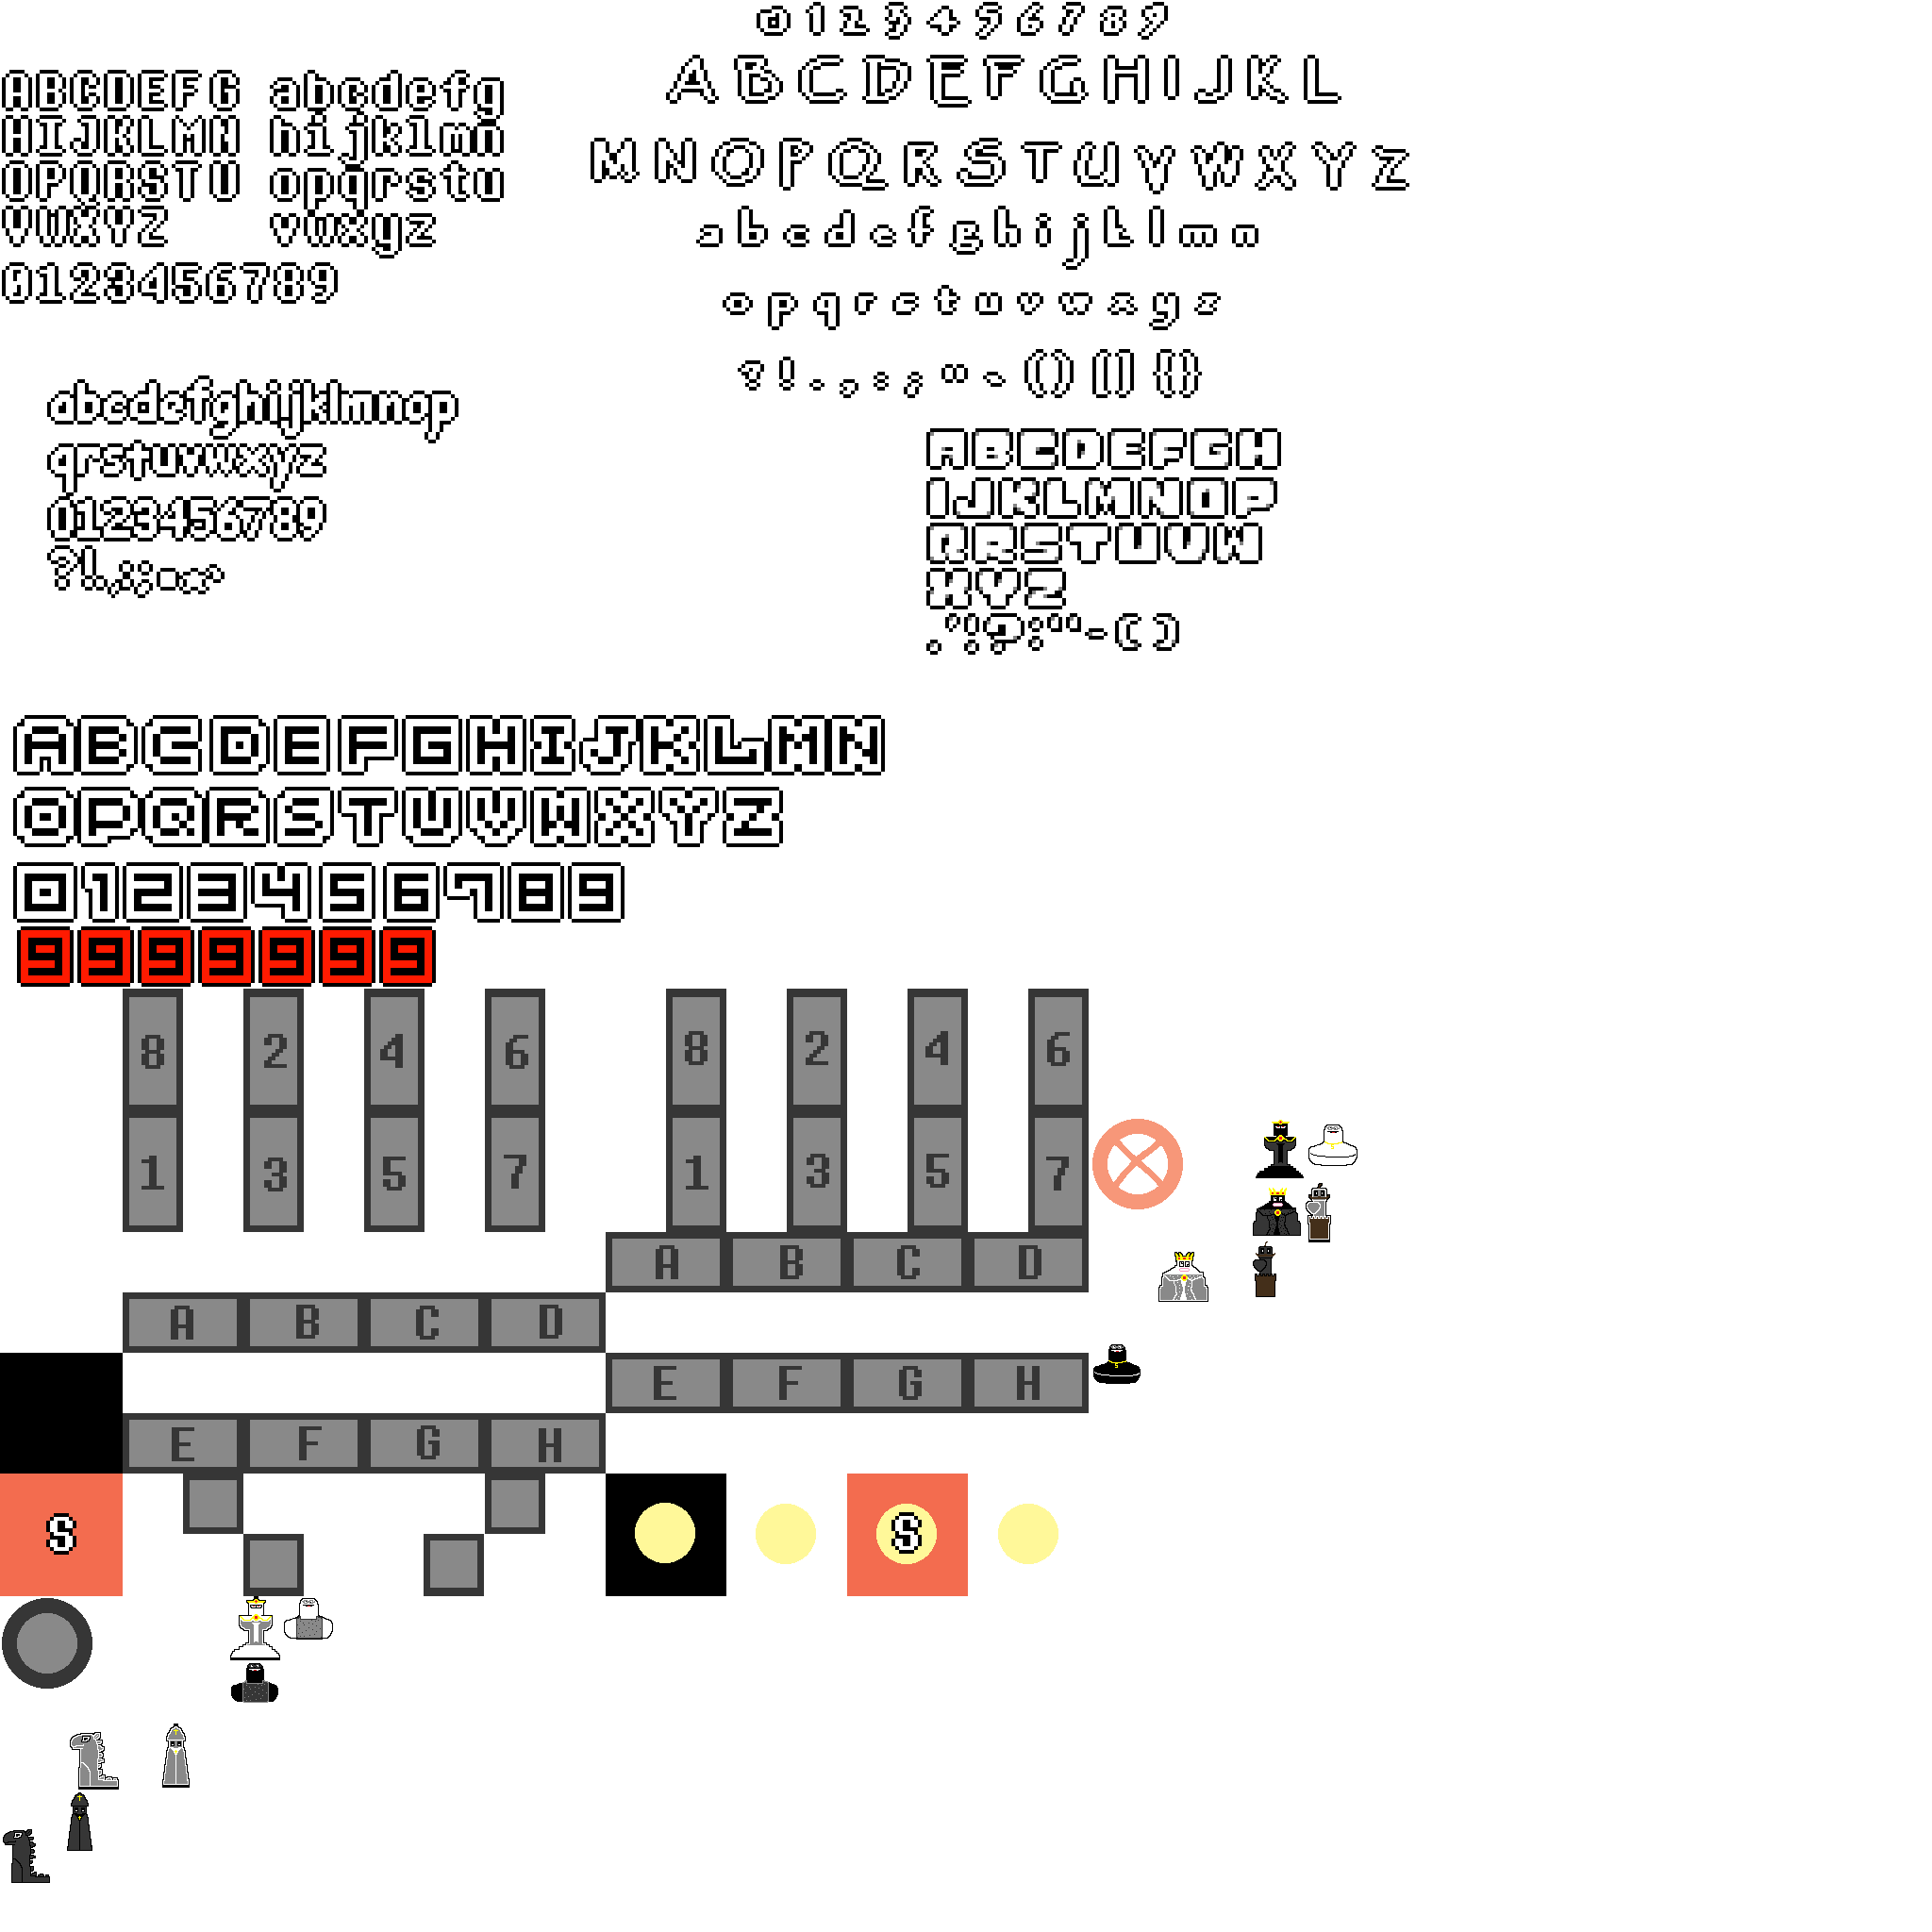 0123456789
ABCDEFGHIJKL
MNOPQRSTUVWXYZ
abcdefghijklmn
opqrstuvwxyz
?!.,:;"~()[]{}
ABCDEFG abcdefg
HIJKLMN hijklmn
OPQRSTU opqrstu
VWXYZ vwxyz
0123456789
abcdefghijklmnop
qrstuvwxyz
0123456789
ABCDEFGH
IJKLMNOP
QRSTUVW
XYZ
ABCDEFGHIJKLMN
OPQRSTUVWXYZ
0123456789
9999999
8 2 4 6 8 2 4 6
1 3 5 7 1 3 5 7
A B C D
A B C D
E F G H
E F G H
S S